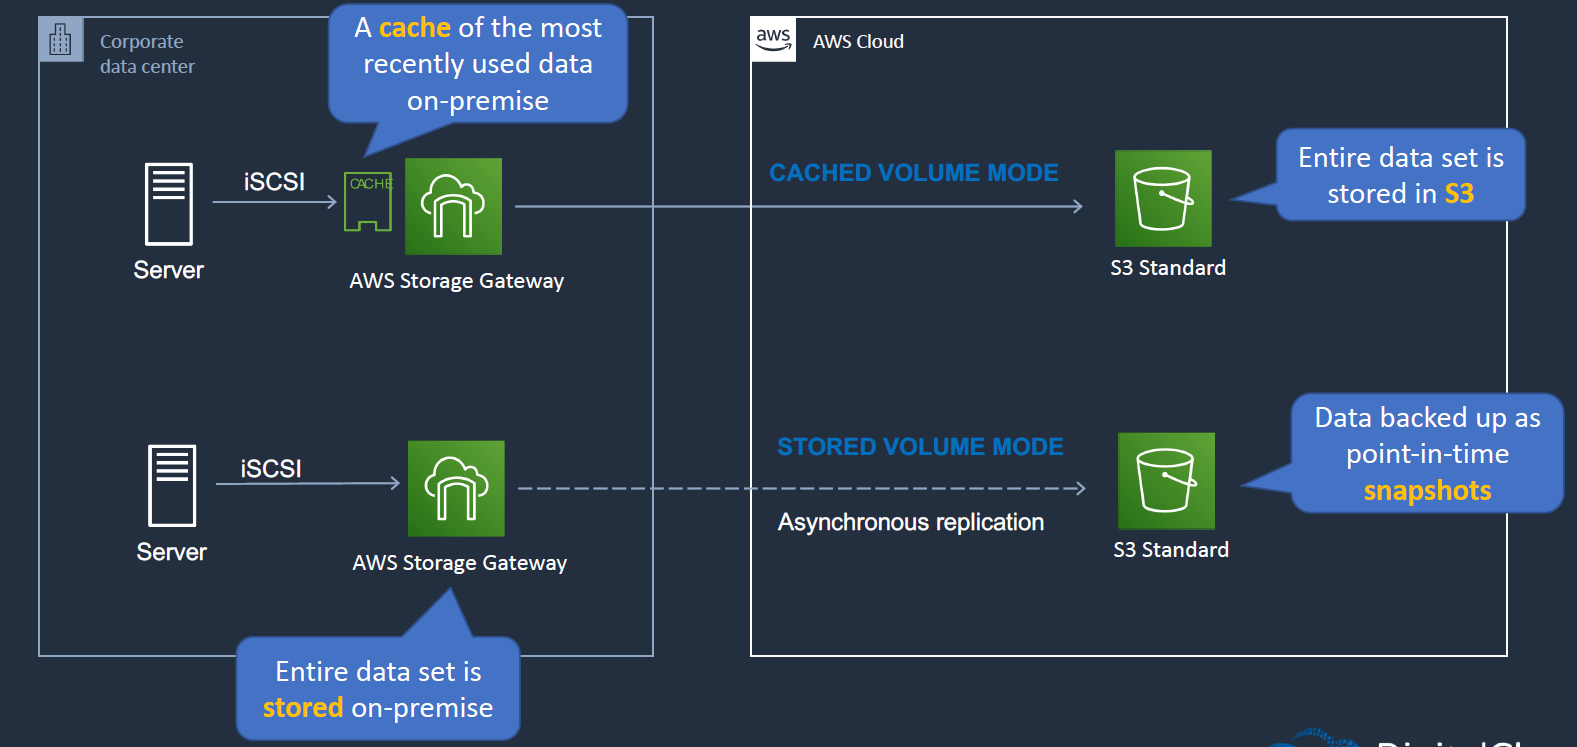 Corporate
data center
A cache of the most
recently used data
on-premise
aws
AWS Cloud
iSCSI
CACHE
CACHED VOLUME MODE
Entire data set is
stored in S3
Server
AWS Storage Gateway
S3 Standard
iSCSI
STORED VOLUME MODE
Data backed up as
point-in-time
snapshots
Asynchronous replication
Server
AWS Storage Gateway
S3 Standard
Entire data set is
stored on-premise